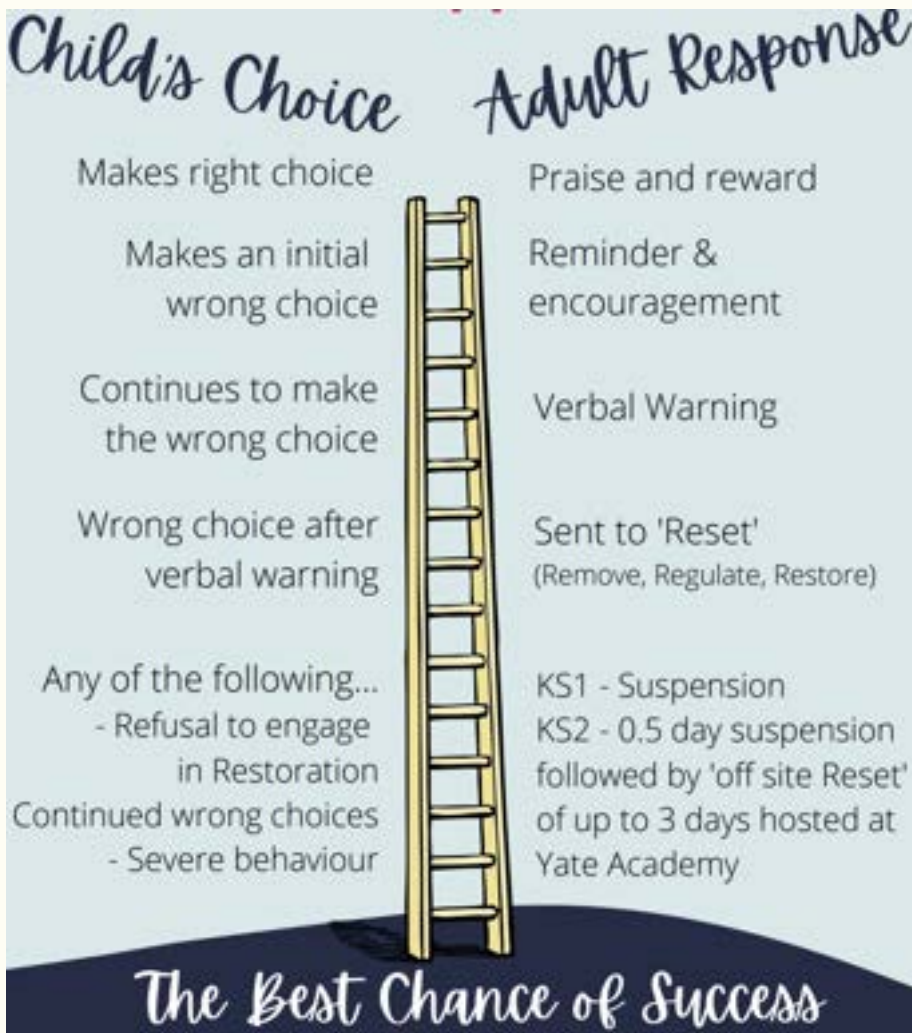 Child's Choice
Adult Response
Makes right choice
Praise and reward
Makes an initial
wrong choice
Reminder &
encouragement
Continues to make
the wrong choice
Verbal Warning
Wrong choice after
verbal warning
Sent to 'Reset'
(Remove, Regulate, Restore)
Any of the following...
- Refusal to engage
in Restoration
Continued wrong choices
- Severe behaviour
KS1 - Suspension
KS2 - 0.5 day suspension
followed by 'off site Reset'
of up to 3 days hosted at
Yate Academy
The Best Chance of Success